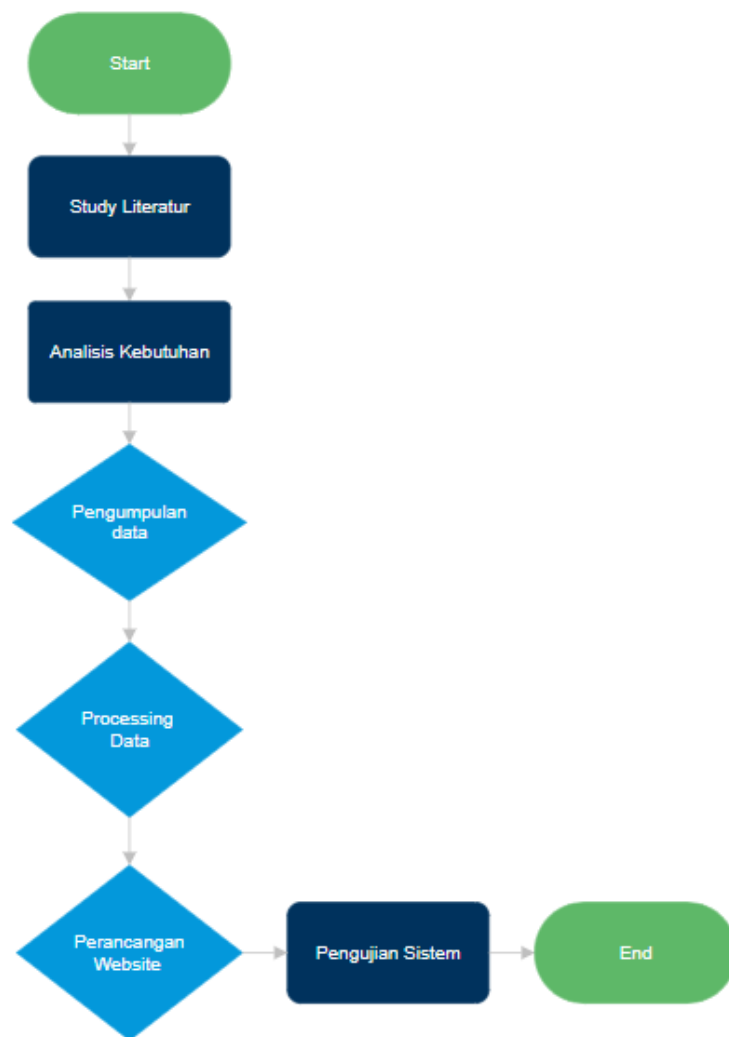 Start
Study Literatur
Analisis Kebutuhan
Pengumpulan
data
Processing
Data
Perancangan
Website
Pengujian Sistem
End